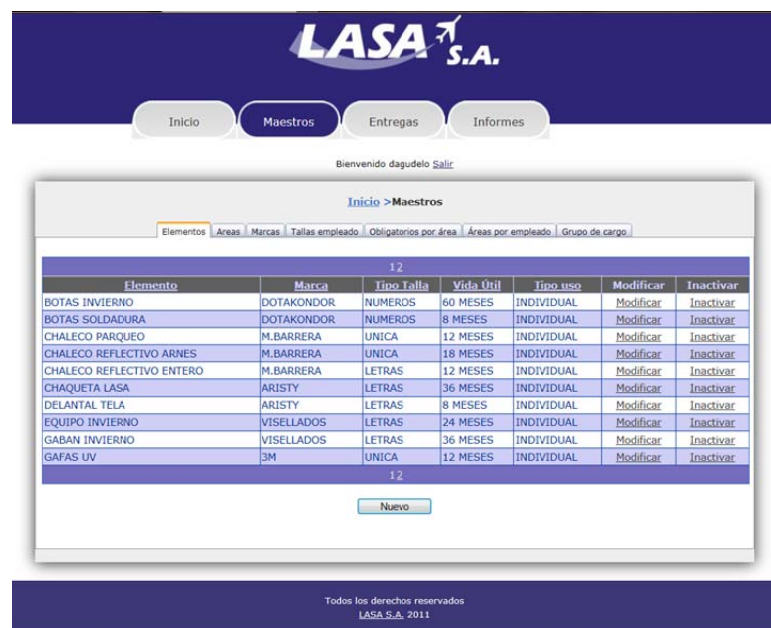 LASA S.A.
Inicio Maestros Entregas Informes
Bienvenido dagudelo Salir
Inicio >Maestros
Elementos Areas Marcas Tallas empleado Obligatorios por área Áreas por empleado Grupo de cargo
12
Elemento Marca Tipo Talla Vida Útil Tipo uso Modificar Inactivar
BOTAS INVIERNO DOTAKONDOR NUMEROS 60 MESES INDIVIDUAL Modificar Inactivar
BOTAS SOLDADURA DOTAKONDOR NUMEROS 8 MESES INDIVIDUAL Modificar Inactivar
CHALECO PARQUEO M.BARRERA UNICA 12 MESES INDIVIDUAL Modificar Inactivar
CHALECO REFLECTIVO ARNES M.BARRERA UNICA 18 MESES INDIVIDUAL Modificar Inactivar
CHALECO REFLECTIVO ENTERO M.BARRERA LETRAS 12 MESES INDIVIDUAL Modificar Inactivar
CHAQUETA LASA ARISTY LETRAS 36 MESES INDIVIDUAL Modificar Inactivar
DELANTAL TELA ARISTY LETRAS 8 MESES INDIVIDUAL Modificar Inactivar
EQUIPO INVIERNO VISELLADOS LETRAS 24 MESES INDIVIDUAL Modificar Inactivar
GABAN INVIERNO VISELLADOS LETRAS 36 MESES INDIVIDUAL Modificar Inactivar
GAFAS UV 3M UNICA 12 MESES INDIVIDUAL Modificar Inactivar
12
Nuevo
Todos los derechos reservados
LASA S.A. 2011